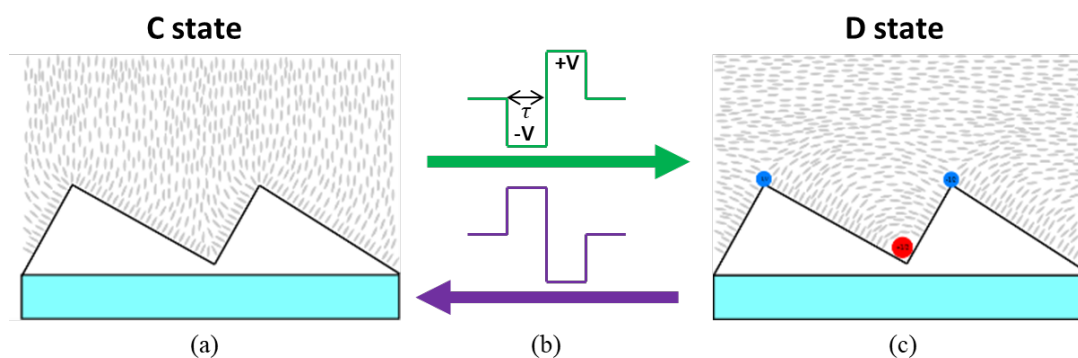 C state
D state
+V
τ
-V
(a)
(b)
(c)